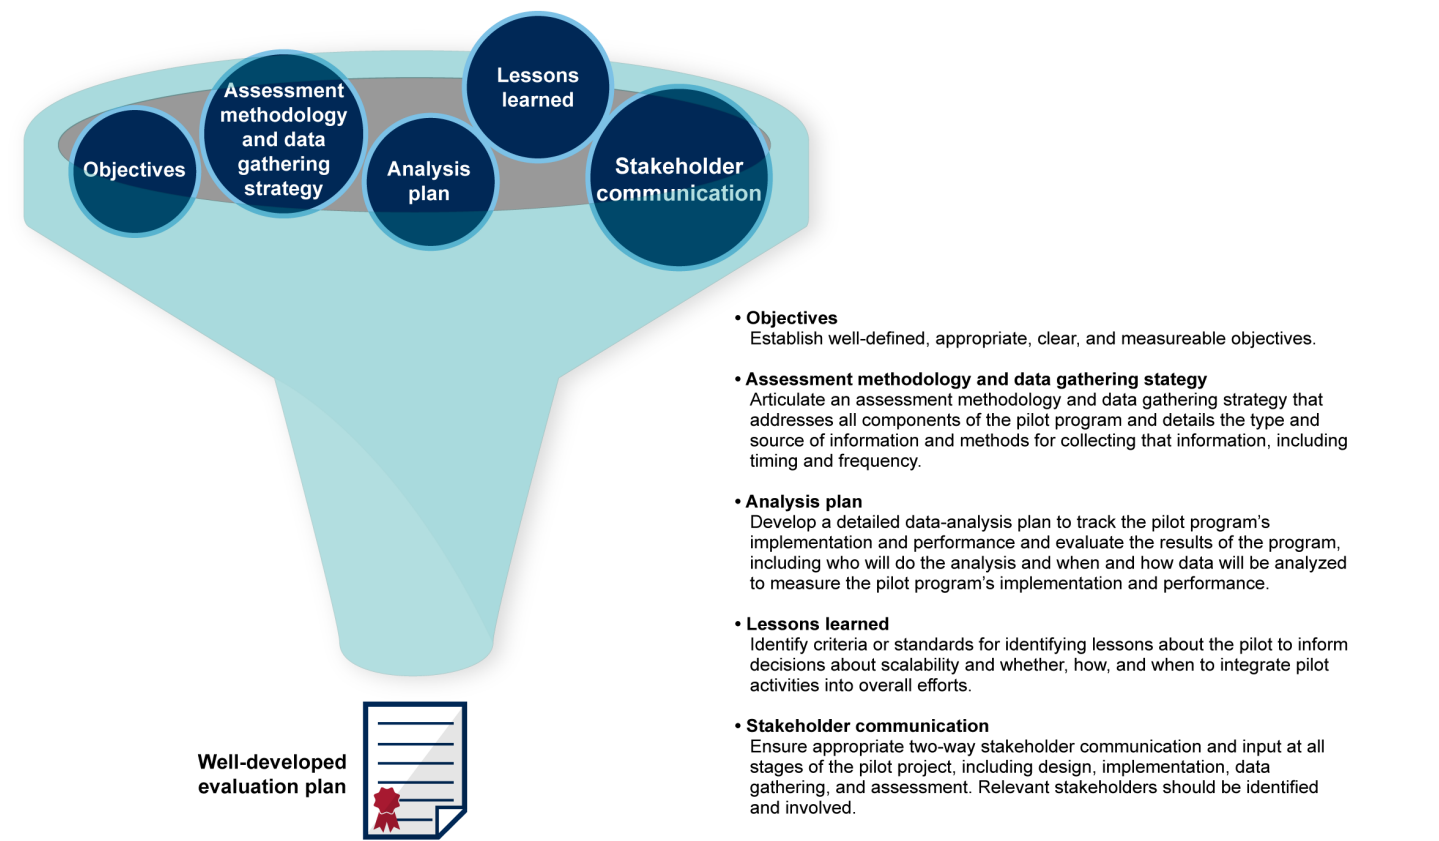 Objectives
Assessment
methodology
and data
gathering
strategy
Analysis
plan
Lessons
learned
Stakeholder
communication
• Objectives
Establish well-defined, appropriate, clear, and measureable objectives.
• Assessment methodology and data gathering stategy
Articulate an assessment methodology and data gathering strategy that
addresses all components of the pilot program and details the type and
source of information and methods for collecting that information, including
timing and frequency.
• Analysis plan
Develop a detailed data-analysis plan to track the pilot program’s
implementation and performance and evaluate the results of the program,
including who will do the analysis and when and how data will be analyzed
to measure the pilot program’s implementation and performance.
• Lessons learned
Identify criteria or standards for identifying lessons about the pilot to inform
decisions about scalability and whether, how, and when to integrate pilot
activities into overall efforts.
• Stakeholder communication
Ensure appropriate two-way stakeholder communication and input at all
stages of the pilot project, including design, implementation, data
gathering, and assessment. Relevant stakeholders should be identified
and involved.
Well-developed
evaluation plan